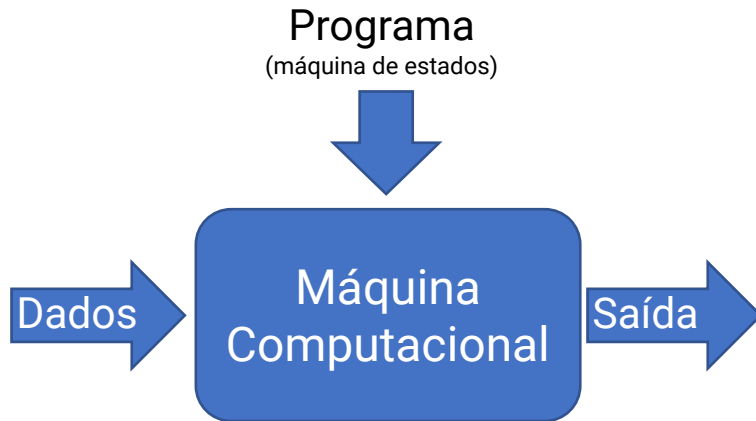 Programa
(máquina de estados)
Dados
Máquina
Computacional
Saída